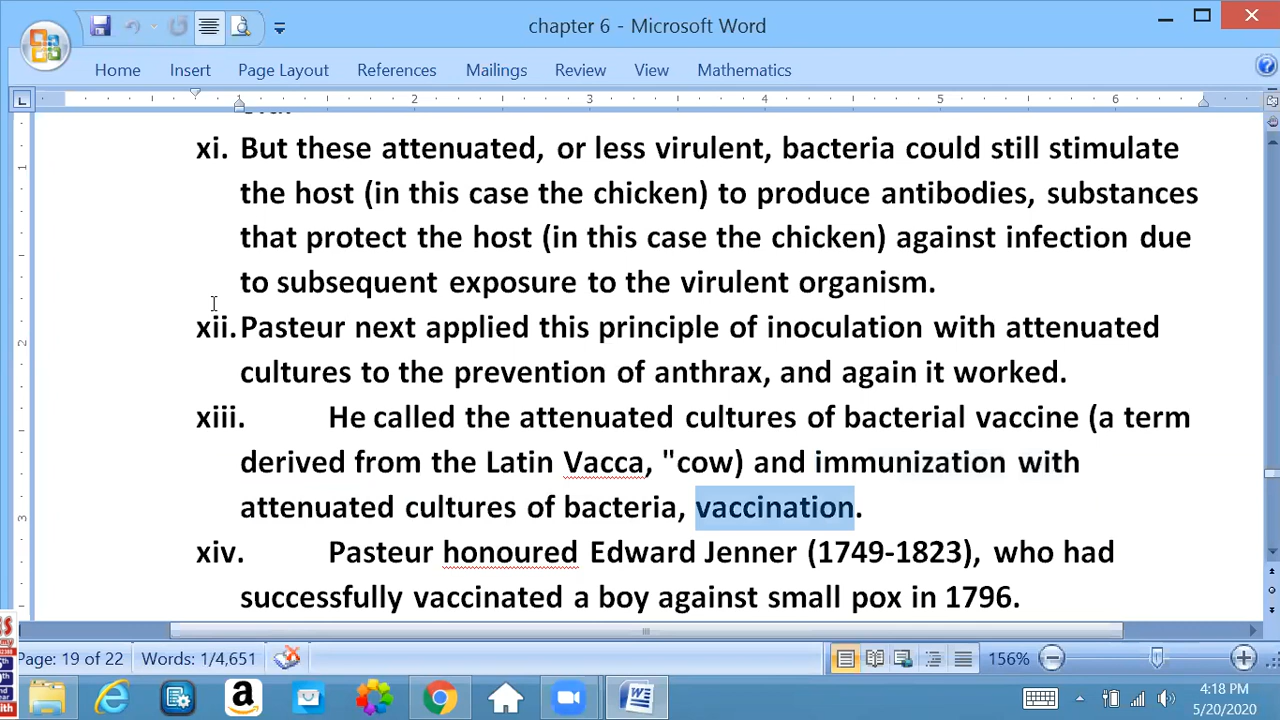 chapter 6 - Microsoft Word
Home Insert Page Layout References Mailings Review View Mathematics
1 2 3 4 5 6
xi. But these attenuated, or less virulent, bacteria could still stimulate
the host (in this case the chicken) to produce antibodies, substances
that protect the host (in this case the chicken) against infection due
to subsequent exposure to the virulent organism.
xii. Pasteur next applied this principle of inoculation with attenuated
cultures to the prevention of anthrax, and again it worked.
xiii. He called the attenuated cultures of bacterial vaccine (a term
derived from the Latin Vacca, "cow) and immunization with
attenuated cultures of bacteria, vaccination.
xiv. Pasteur honoured Edward Jenner (1749-1823), who had
successfully vaccinated a boy against small pox in 1796.
Page: 19 of 22 Words: 1/4,651 156%
4:18 PM
5/20/2020